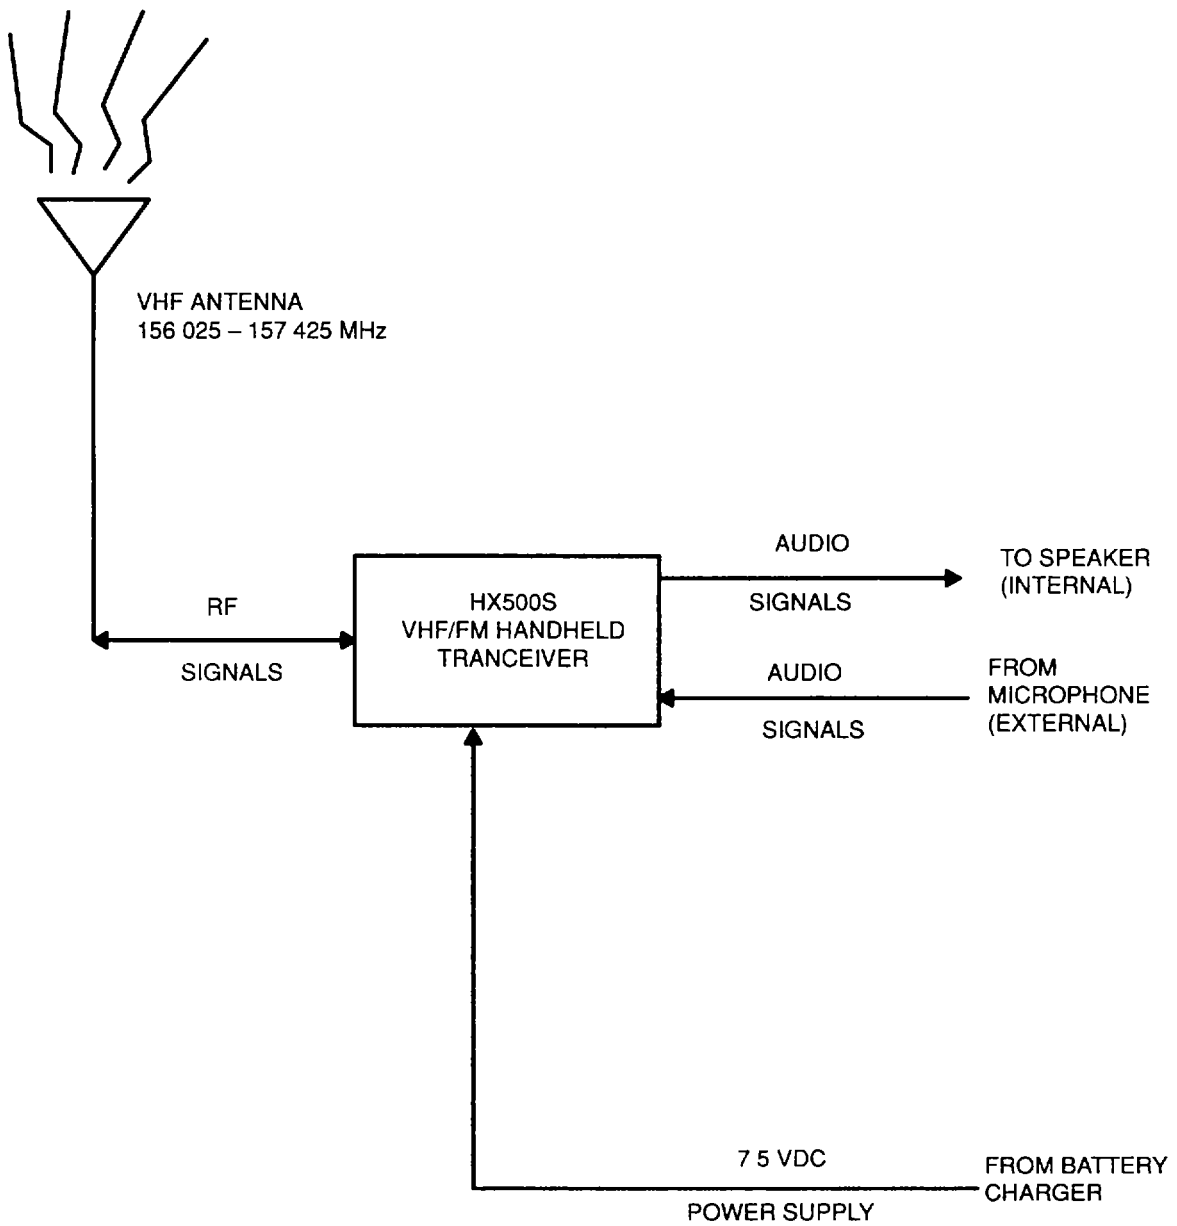 VHF ANTENNA
156 025 – 157 425 MHz
RF
SIGNALS
HX500S
VHF/FM HANDHELD
TRANCEIVER
AUDIO
SIGNALS
TO SPEAKER
(INTERNAL)
AUDIO
SIGNALS
FROM
MICROPHONE
(EXTERNAL)
7 5 VDC
POWER SUPPLY
FROM BATTERY
CHARGER